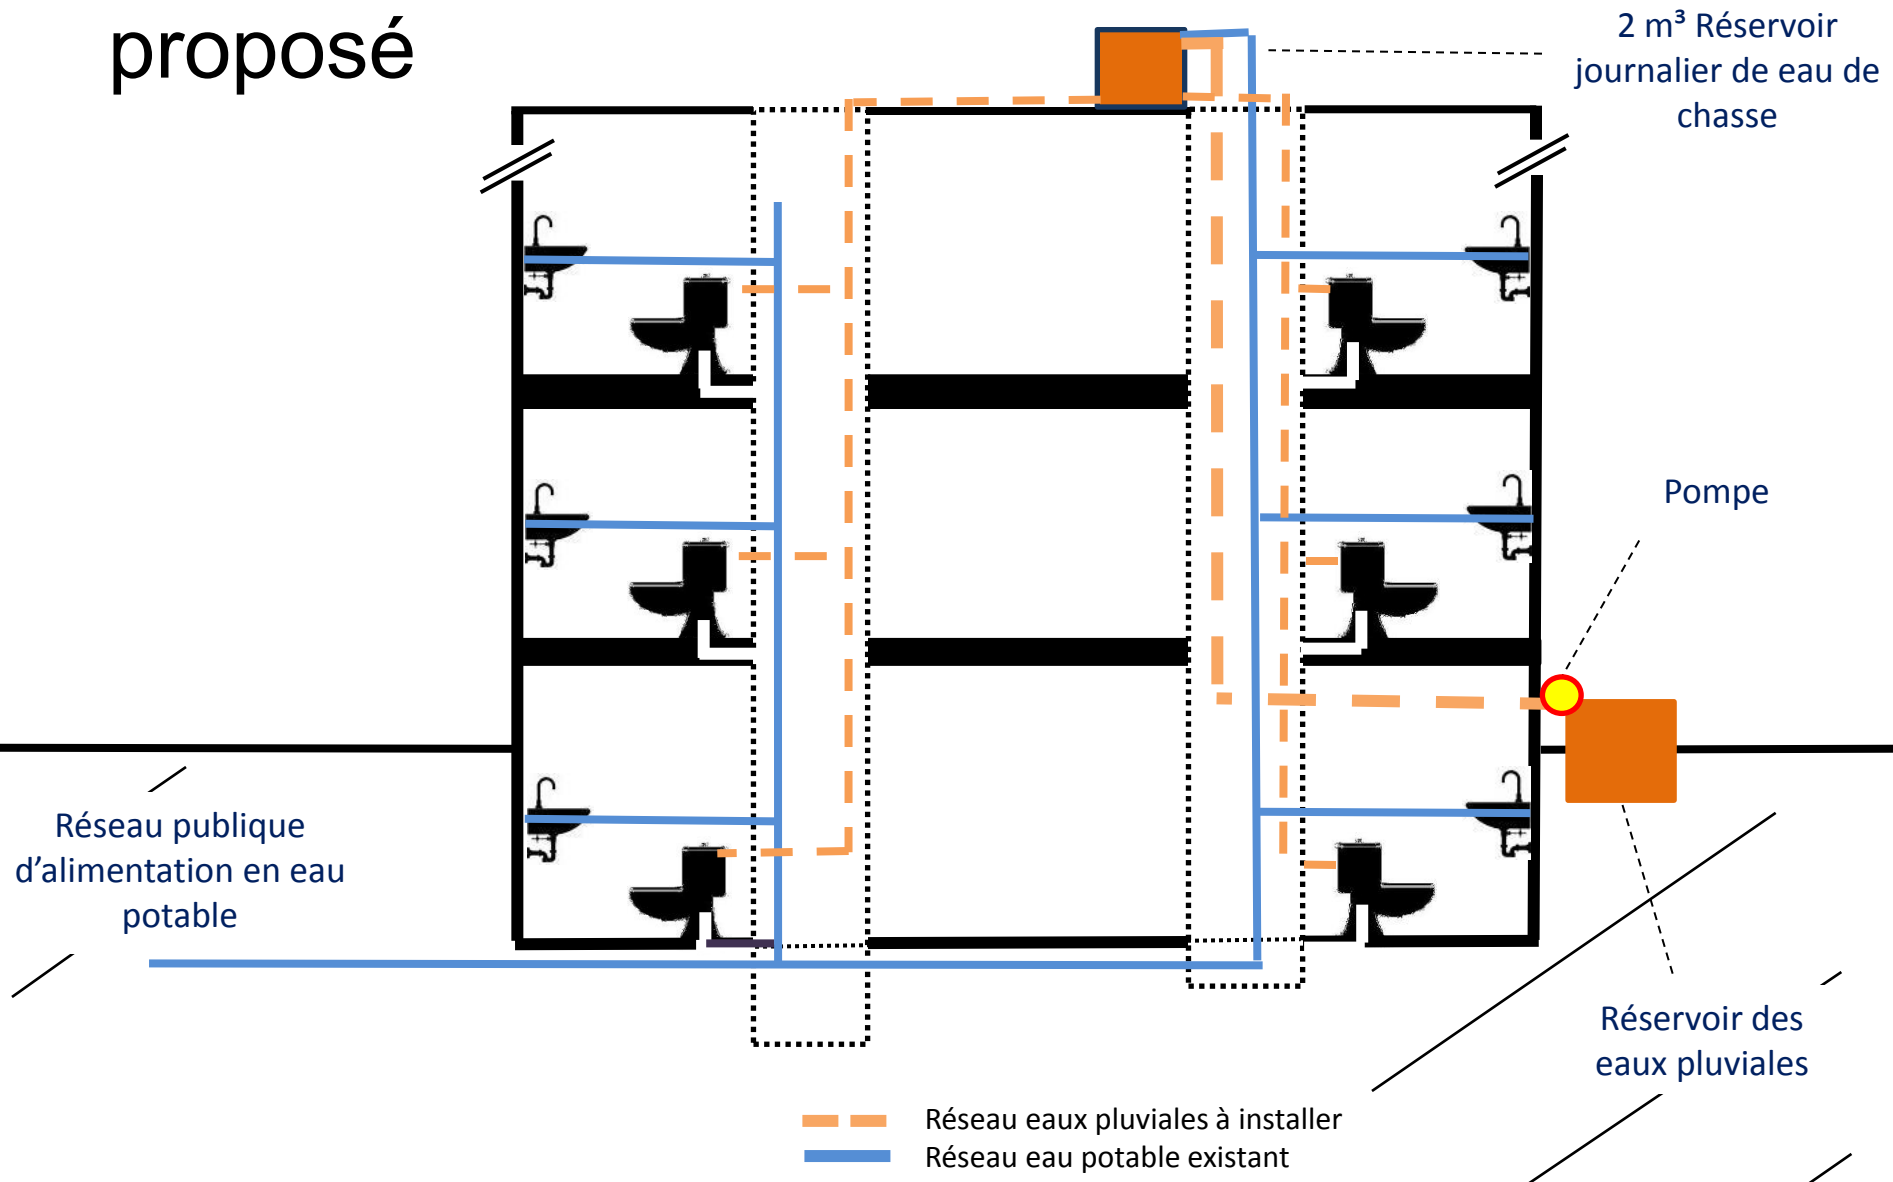 proposé
2 m³ Réservoir
journalier de eau de
chasse
Pompe
Réseau publique
d’alimentation en eau
potable
Réservoir des
eaux pluviales
Réseau eaux pluviales à installer
Réseau eau potable existant